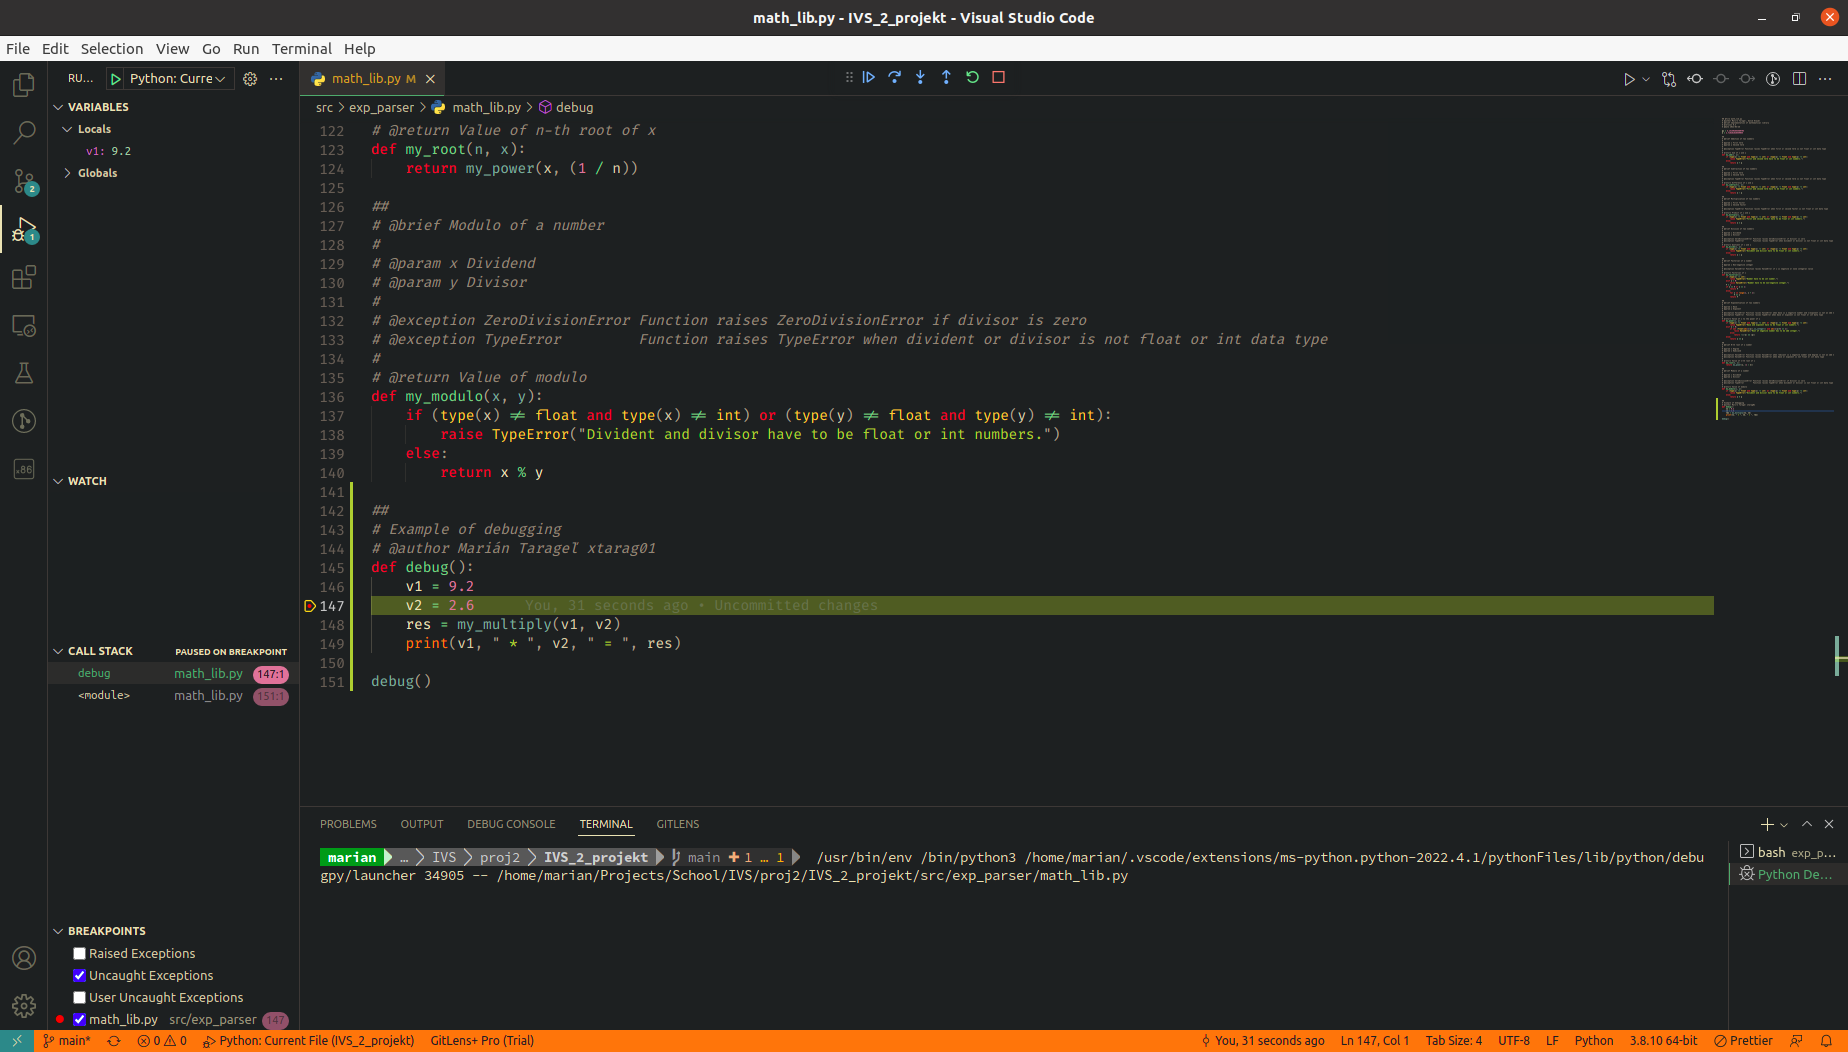 math_lib.py - IVS_2_projekt - Visual Studio Code
File Edit Selection View Go Run Terminal Help
RU... Python: Curre
VARIABLES
Locals
v1: 9.2
Globals
WATCH
CALL STACK PAUSED ON BREAKPOINT
debug math_lib.py 147:1
<module> math_lib.py 151:1
BREAKPOINTS
Raised Exceptions
Uncaught Exceptions
User Uncaught Exceptions
math_lib.py src/exp_parser 147
2
1
x86
math_lib.py M
src > exp_parser > math_lib.py > debug
122 # @return Value of n-th root of x
123 def my_root(n, x):
124 return my_power(x, (1 / n))
125
126 ##
127 # @brief Modulo of a number
128 #
129 # @param x Dividend
130 # @param y Divisor
131 #
132 # @exception ZeroDivisionError Function raises ZeroDivisionError if divisor is zero
133 # @exception TypeError Function raises TypeError when divident or divisor is not float or int data type
134 #
135 # @return Value of modulo
136 def my_modulo(x, y):
137 if (type(x) ≠ float and type(x) ≠ int) or (type(y) ≠ float and type(y) ≠ int):
138 raise TypeError("Divident and divisor have to be float or int numbers.")
139 else:
140 return x % y
141
142 ##
143 # Example of debugging
144 # @author Marián Tarageľ xtarag01
145 def debug():
146 v1 = 9.2
147 v2 = 2.6 You, 31 seconds ago • Uncommitted changes
148 res = my_multiply(v1, v2)
149 print(v1, " * ", v2, " = ", res)
150
151 debug()
PROBLEMS OUTPUT DEBUG CONSOLE TERMINAL GITLENS
marian … IVS proj2 IVS_2_projekt main ✚ 1 … 1 /usr/bin/env /bin/python3 /home/marian/.vscode/extensions/ms-python.python-2022.4.1/pythonFiles/lib/python/debu
gpy/launcher 34905 -- /home/marian/Projects/School/IVS/proj2/IVS_2_projekt/src/exp_parser/math_lib.py
bash exp_p...
Python De...
main* 0 0 Python: Current File (IVS_2_projekt) GitLens+ Pro (Trial) You, 31 seconds ago Ln 147, Col 1 Tab Size: 4 UTF-8 LF Python 3.8.10 64-bit Prettier